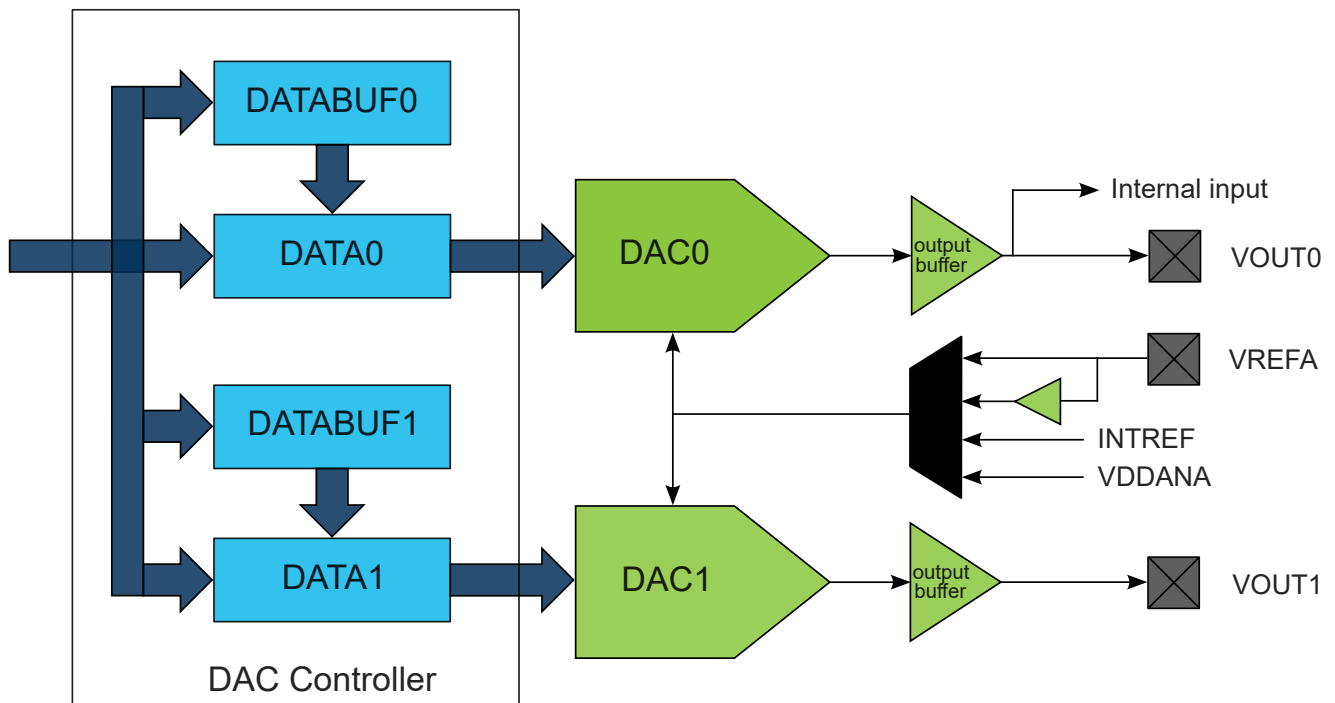 DATABUF0
DATA0
DATABUF1
DATA1
DAC Controller
DAC0
output
buffer
Internal input
VOUT0
VREFA
INTREF
VDDANA
DAC1
output
buffer
VOUT1